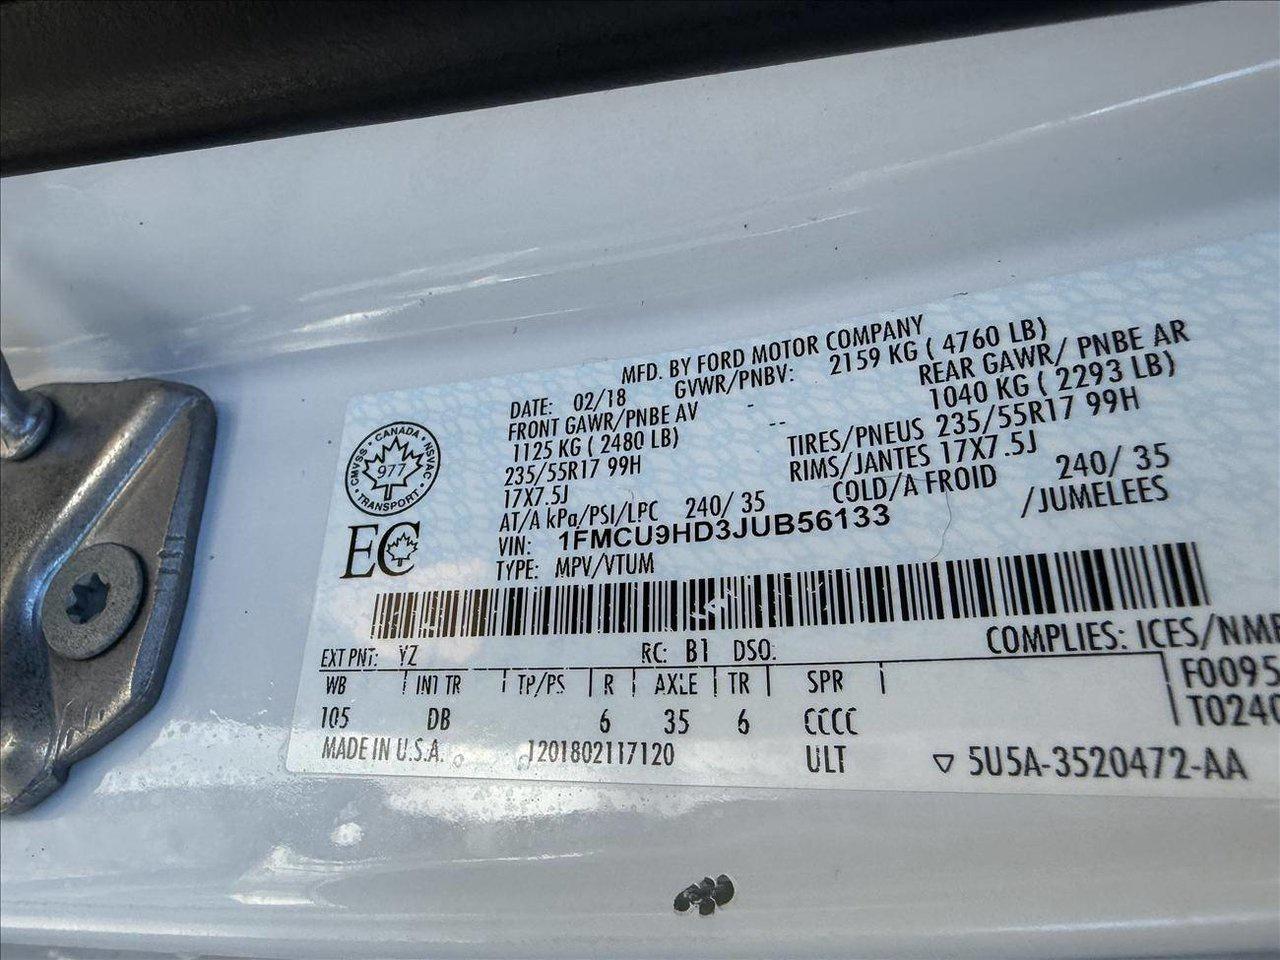 MFD. BY FORD MOTOR COMPANY
DATE: 02/18 GVWR/PNBV: 2159 KG ( 4760 LB)
FRONT GAWR/PNBE AV REAR GAWR/ PNBE AR
1125 KG ( 2480 LB) -- 1040 KG ( 2293 LB)
235/55R17 99H TIRES/PNEUS 235/55R17 99H
17X7.5J RIMS/JANTES 17X7.5J
AT/A kPa/PSI/LPC 240/ 35 COLD/A FROID 240/ 35
VIN: 1FMCU9HD3JUB56133 /JUMELEES
TYPE: MPV/VTUM
CANADA
CMVSS NSVAC
977
TRANSPORT
EC
EXT PNT: YZ RC: B1 DSO: COMPLIES: ICES/NMB
WB INT TR TP/PS R AXLE TR SPR F0095
105 DB 6 35 6 CCCC T0240
MADE IN U.S.A. 1201802117120 ULT ▽ 5U5A-3520472-AA